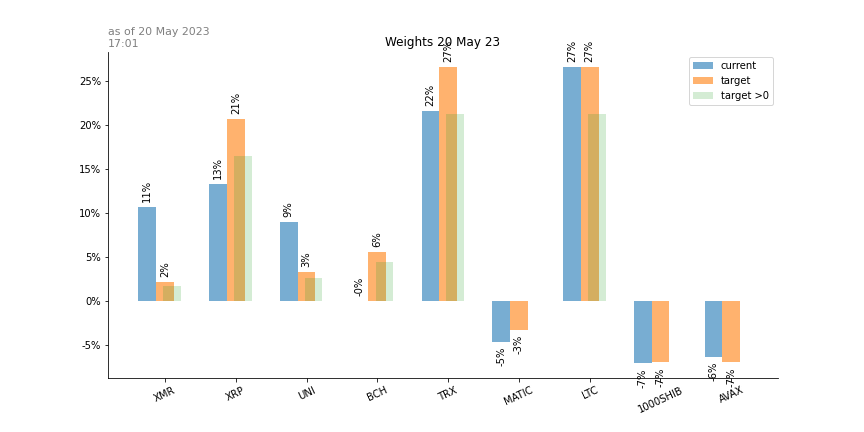 as of 20 May 2023
17:01
Weights 20 May 23
current
target
target >0
25%
20%
15%
10%
5%
0%
-5%
11%
2%
13%
21%
9%
3%
-0%
6%
22%
27%
-5%
-3%
27%
27%
-7%
-7%
-6%
-7%
XMR
XRP
UNI
BCH
TRX
MATIC
LTC
1000SHIB
AVAX